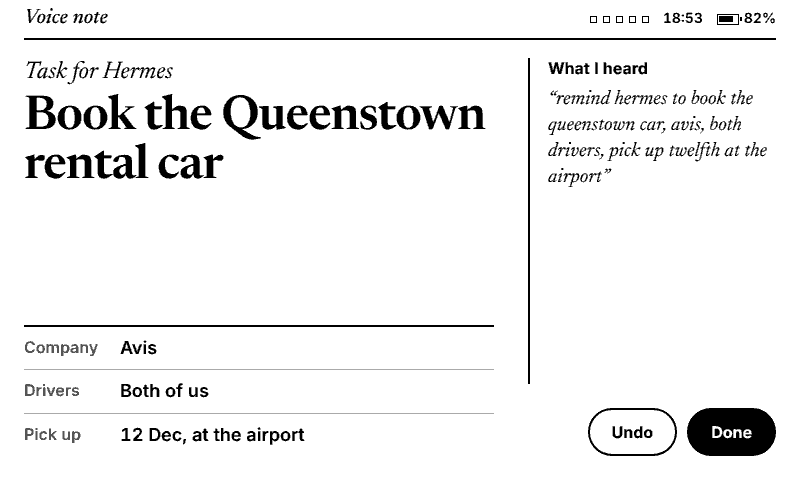 Voice note
18:53 82%
Task for Hermes
Book the Queenstown
rental car
Company Avis
Drivers Both of us
Pick up 12 Dec, at the airport
What I heard
“remind hermes to book the
queenstown car, avis, both
drivers, pick up twelfth at the
airport”
Undo Done